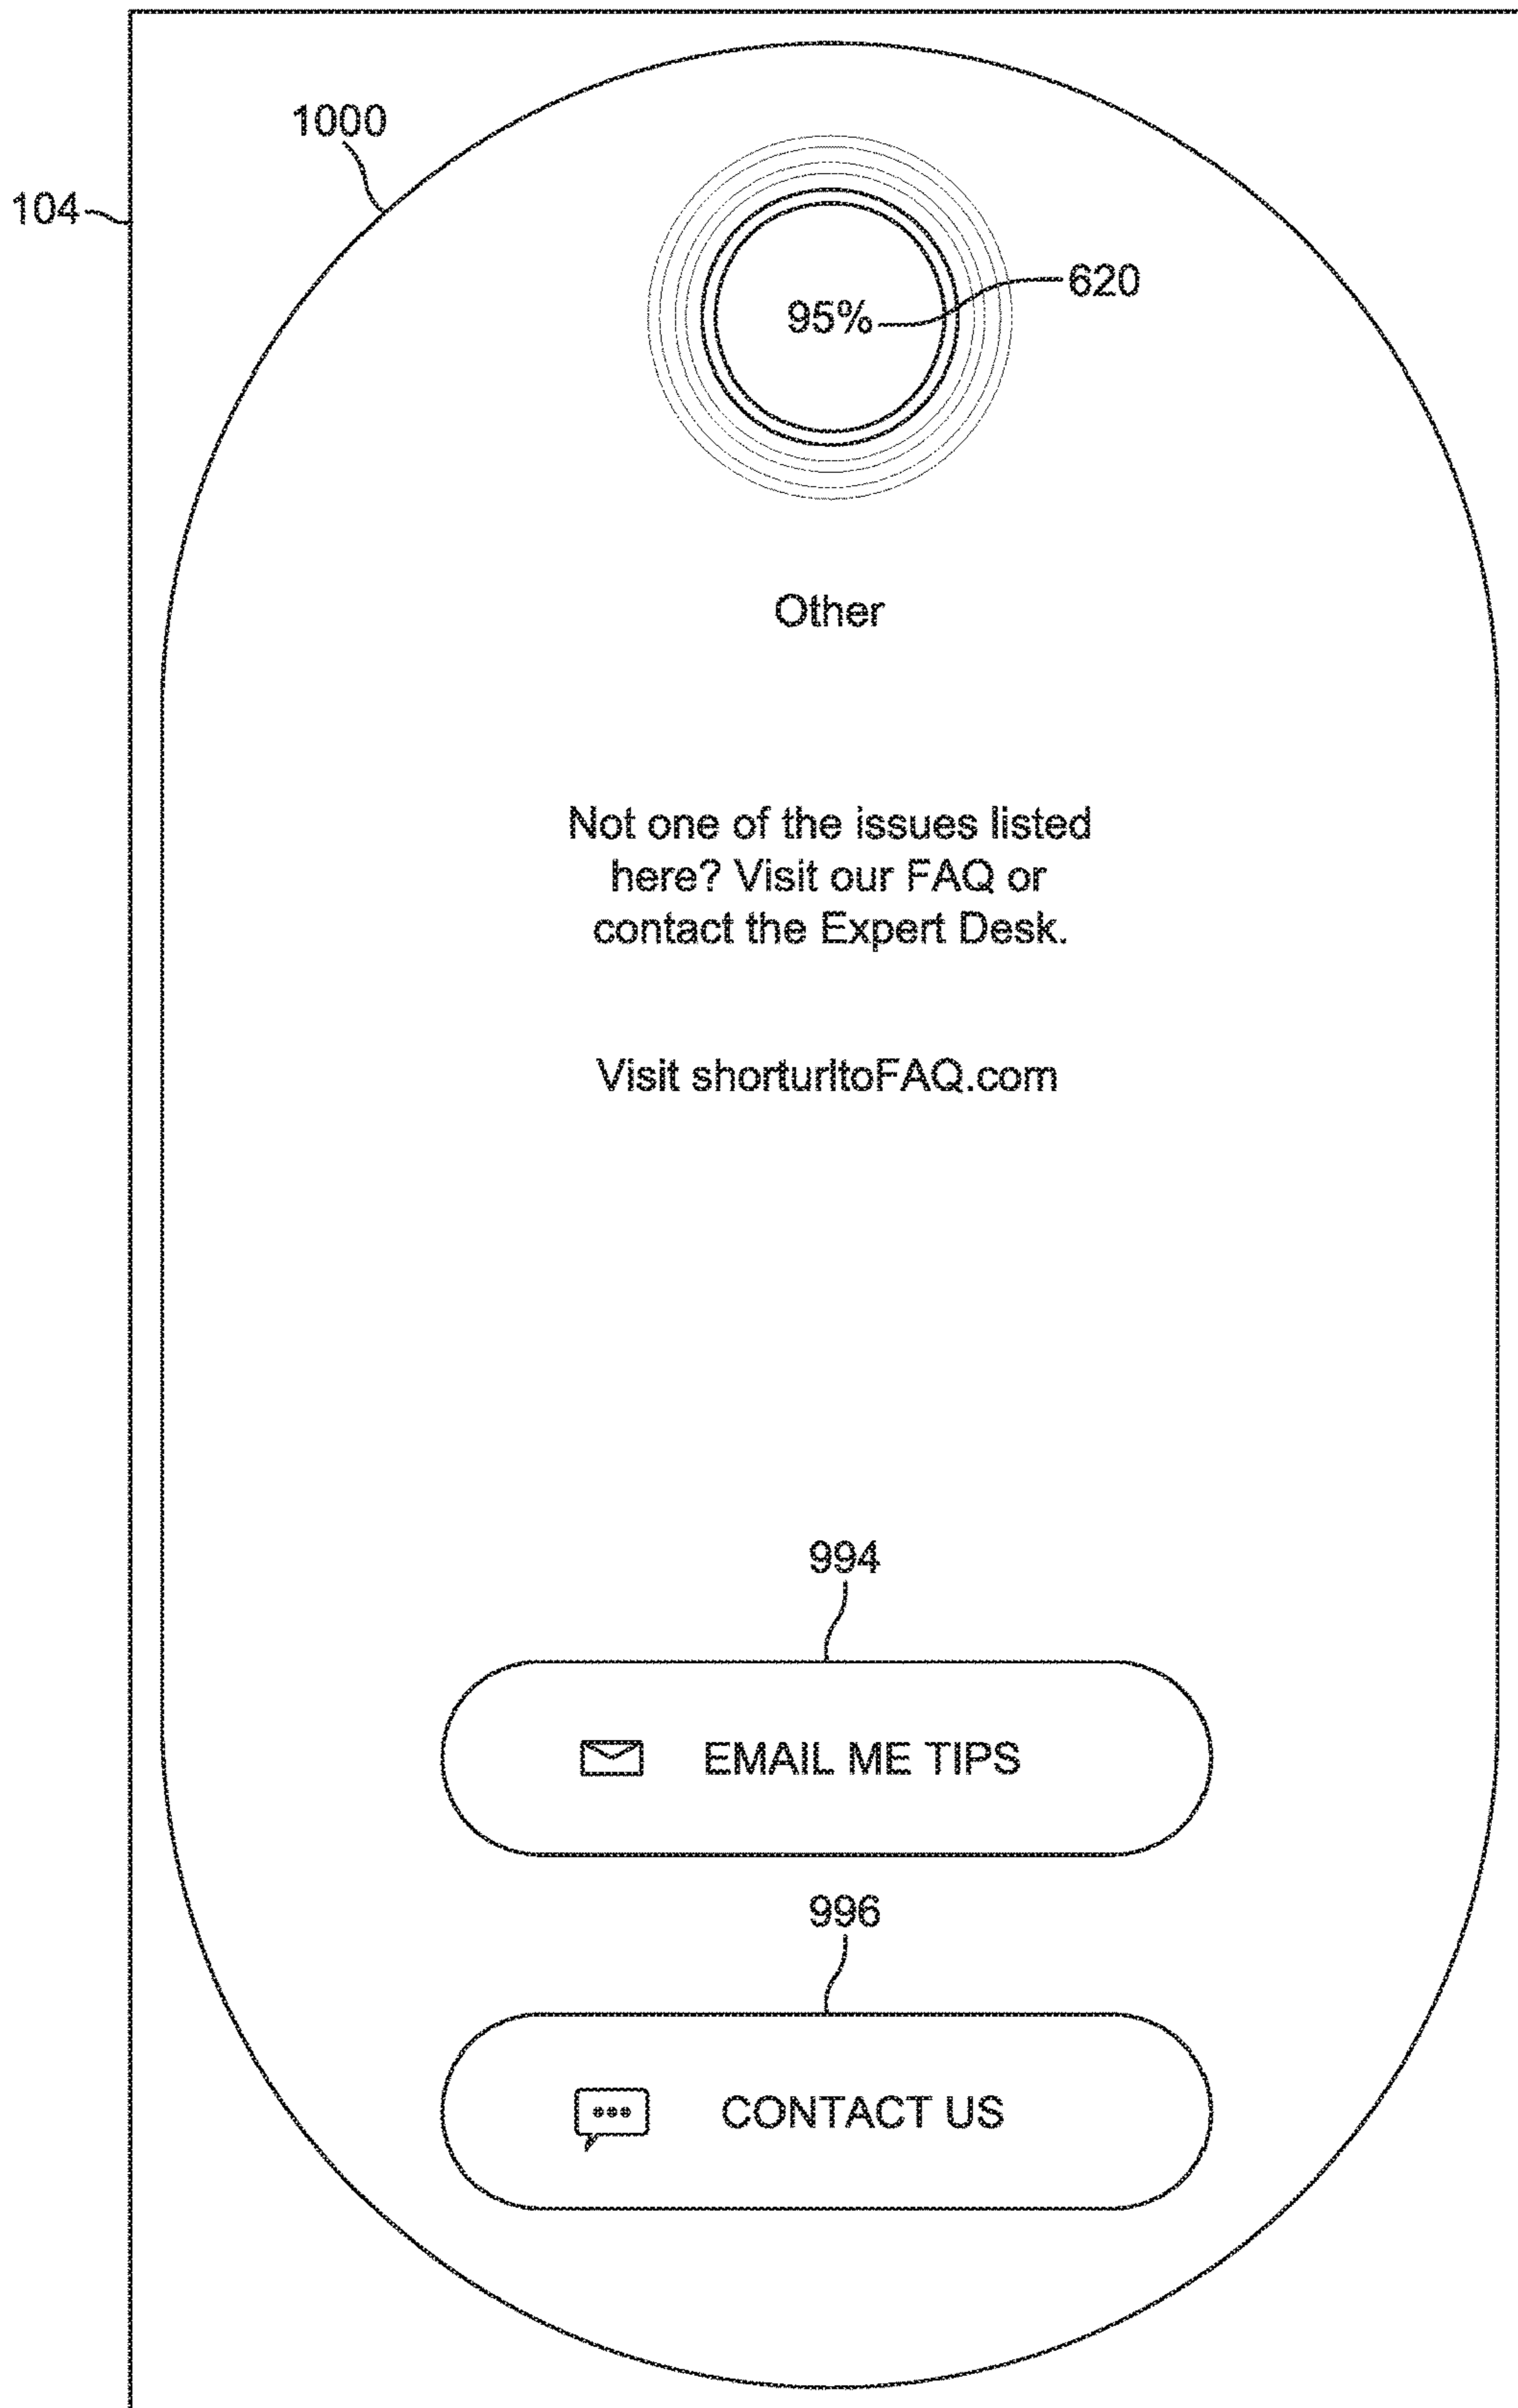 1000
104
620
95%
Other
Not one of the issues listed
here? Visit our FAQ or
contact the Expert Desk.
Visit shorturltoFAQ.com
994
EMAIL ME TIPS
996
CONTACT US